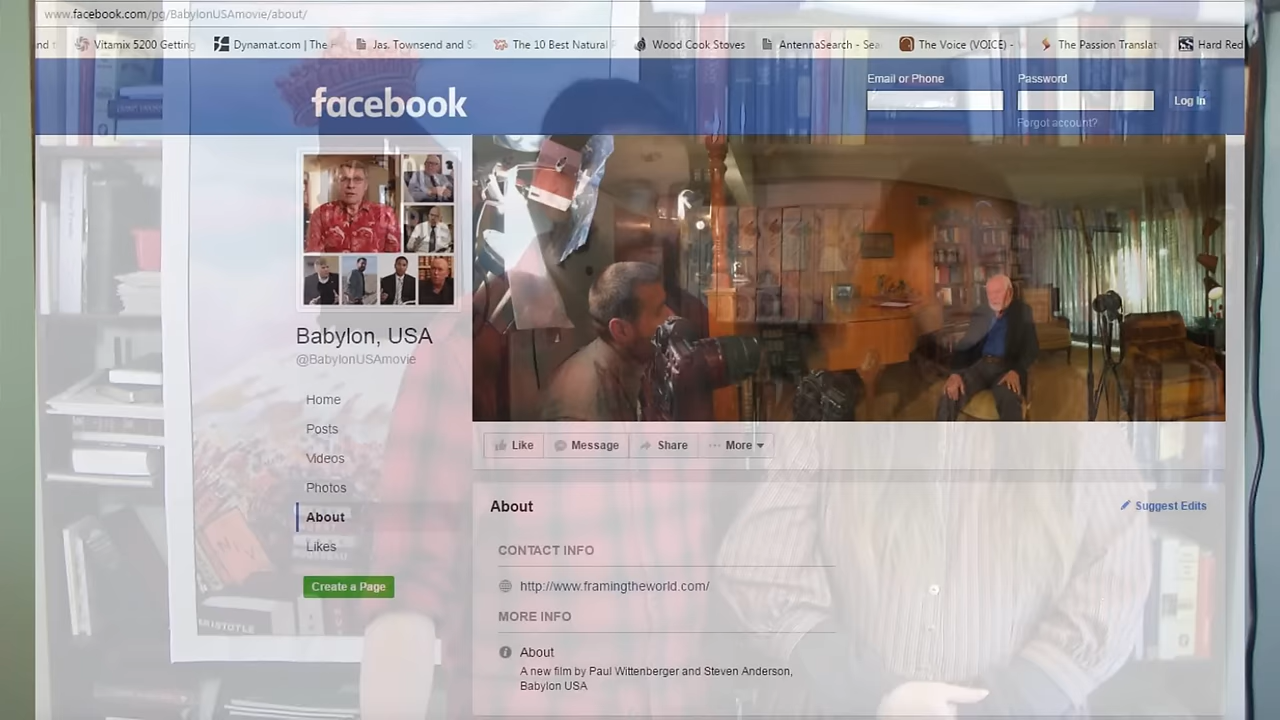 www.facebook.com/pg/BabylonUSAmovie/about/
Vitamix 5200 Getting
Dynamat.com | The
Jas. Townsend and S
The 10 Best Natural
Wood Cook Stoves
AntennaSearch - Sea
The Voice (VOICE) -
The Passion Translat
Hard Red
facebook
Email or Phone
Password
Log In
Forgot account?
Babylon, USA
@BabylonUSAmovie
Home
Posts
Videos
Photos
About
Likes
Create a Page
Like
Message
Share
More
About
Suggest Edits
CONTACT INFO
http://www.framingtheworld.com/
MORE INFO
About
A new film by Paul Wittenberger and Steven Anderson,
Babylon USA
ARISTOTLE